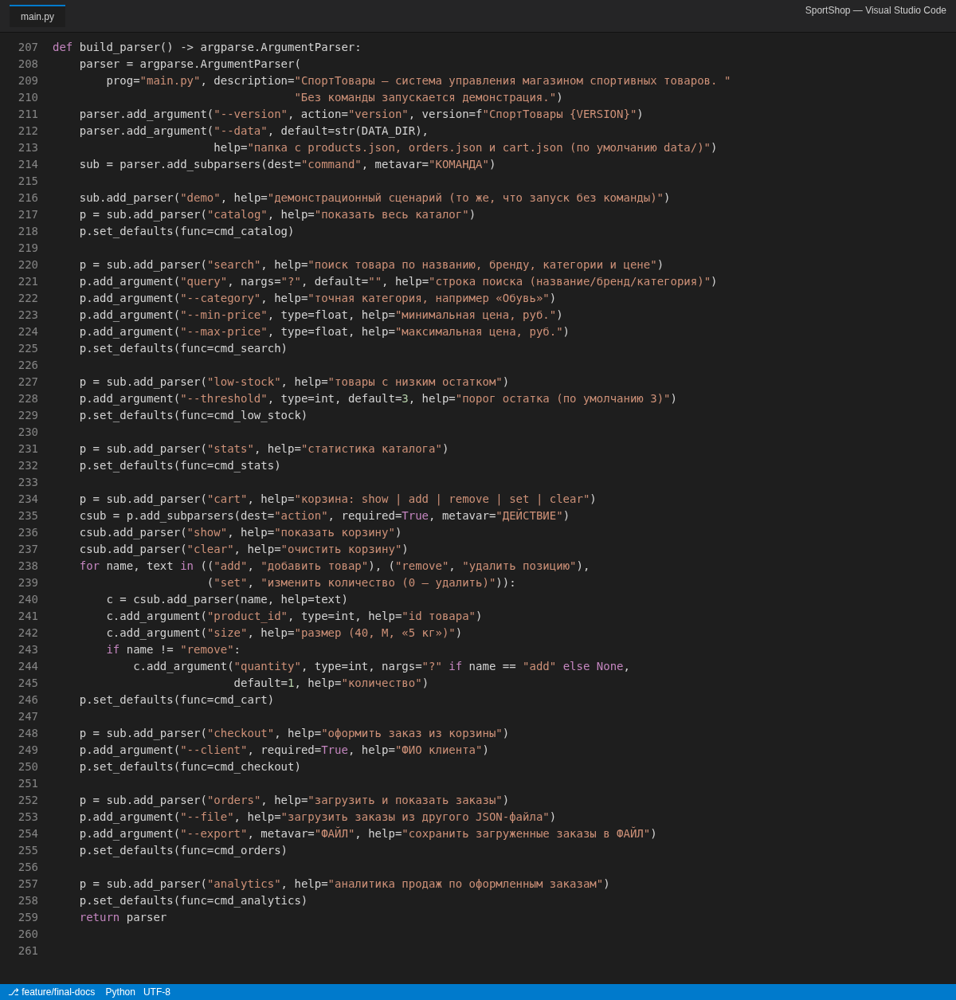 main.py
SportShop — Visual Studio Code
207 def build_parser() -> argparse.ArgumentParser:
208     parser = argparse.ArgumentParser(
209         prog="main.py", description="СпортТовары — система управления магазином спортивных товаров. "
210                                     "Без команды запускается демонстрация.")
211     parser.add_argument("--version", action="version", version=f"СпортТовары {VERSION}")
212     parser.add_argument("--data", default=str(DATA_DIR),
213                         help="папка с products.json, orders.json и cart.json (по умолчанию data/)")
214     sub = parser.add_subparsers(dest="command", metavar="КОМАНДА")
215
216     sub.add_parser("demo", help="демонстрационный сценарий (то же, что запуск без команды)")
217     p = sub.add_parser("catalog", help="показать весь каталог")
218     p.set_defaults(func=cmd_catalog)
219
220     p = sub.add_parser("search", help="поиск товара по названию, бренду, категории и цене")
221     p.add_argument("query", nargs="?", default="", help="строка поиска (название/бренд/категория)")
222     p.add_argument("--category", help="точная категория, например «Обувь»")
223     p.add_argument("--min-price", type=float, help="минимальная цена, руб.")
224     p.add_argument("--max-price", type=float, help="максимальная цена, руб.")
225     p.set_defaults(func=cmd_search)
226
227     p = sub.add_parser("low-stock", help="товары с низким остатком")
228     p.add_argument("--threshold", type=int, default=3, help="порог остатка (по умолчанию 3)")
229     p.set_defaults(func=cmd_low_stock)
230
231     p = sub.add_parser("stats", help="статистика каталога")
232     p.set_defaults(func=cmd_stats)
233
234     p = sub.add_parser("cart", help="корзина: show | add | remove | set | clear")
235     csub = p.add_subparsers(dest="action", required=True, metavar="ДЕЙСТВИЕ")
236     csub.add_parser("show", help="показать корзину")
237     csub.add_parser("clear", help="очистить корзину")
238     for name, text in (("add", "добавить товар"), ("remove", "удалить позицию"),
239                        ("set", "изменить количество (0 — удалить)")):
240         c = csub.add_parser(name, help=text)
241         c.add_argument("product_id", type=int, help="id товара")
242         c.add_argument("size", help="размер (40, M, «5 кг»)")
243         if name != "remove":
244             c.add_argument("quantity", type=int, nargs="?" if name == "add" else None,
245                            default=1, help="количество")
246     p.set_defaults(func=cmd_cart)
247
248     p = sub.add_parser("checkout", help="оформить заказ из корзины")
249     p.add_argument("--client", required=True, help="ФИО клиента")
250     p.set_defaults(func=cmd_checkout)
251
252     p = sub.add_parser("orders", help="загрузить и показать заказы")
253     p.add_argument("--file", help="загрузить заказы из другого JSON-файла")
254     p.add_argument("--export", metavar="ФАЙЛ", help="сохранить загруженные заказы в ФАЙЛ")
255     p.set_defaults(func=cmd_orders)
256
257     p = sub.add_parser("analytics", help="аналитика продаж по оформленным заказам")
258     p.set_defaults(func=cmd_analytics)
259     return parser
260
261
⎇ feature/final-docs Python UTF-8